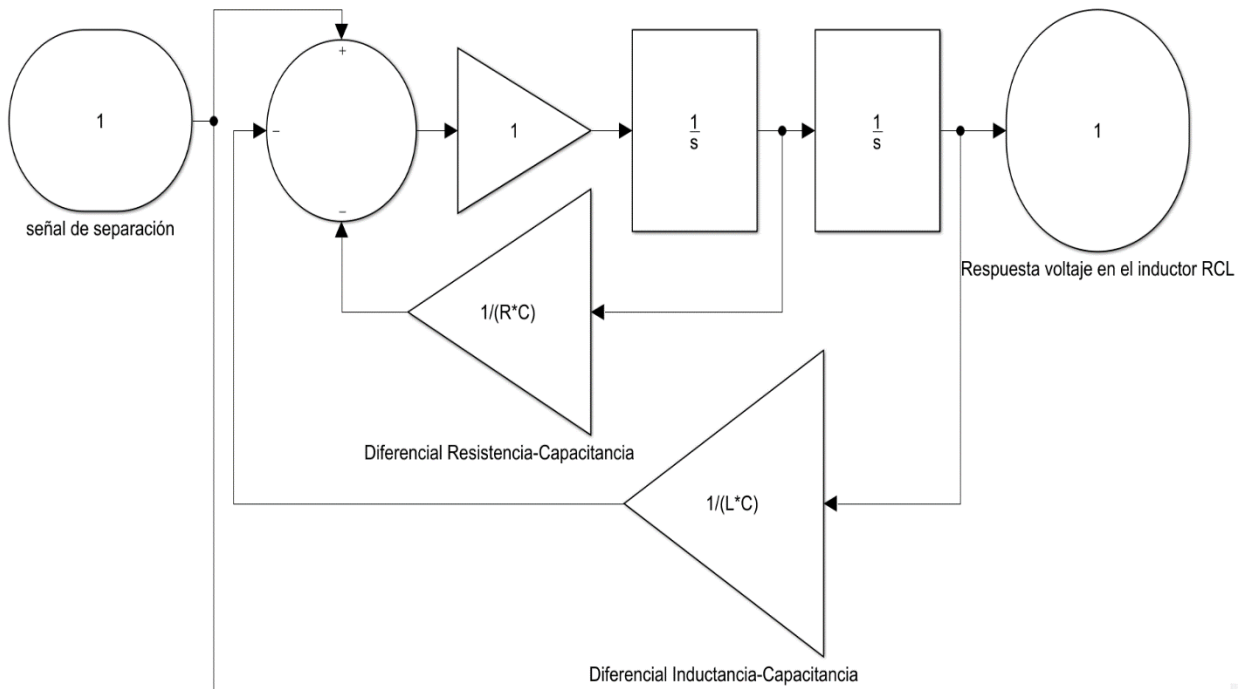 +
1
−
1
1
s
1
s
1
−
señal de separación
Respuesta voltaje en el inductor RCL
1/(R*C)
Diferencial Resistencia-Capacitancia
1/(L*C)
Diferencial Inductancia-Capacitancia